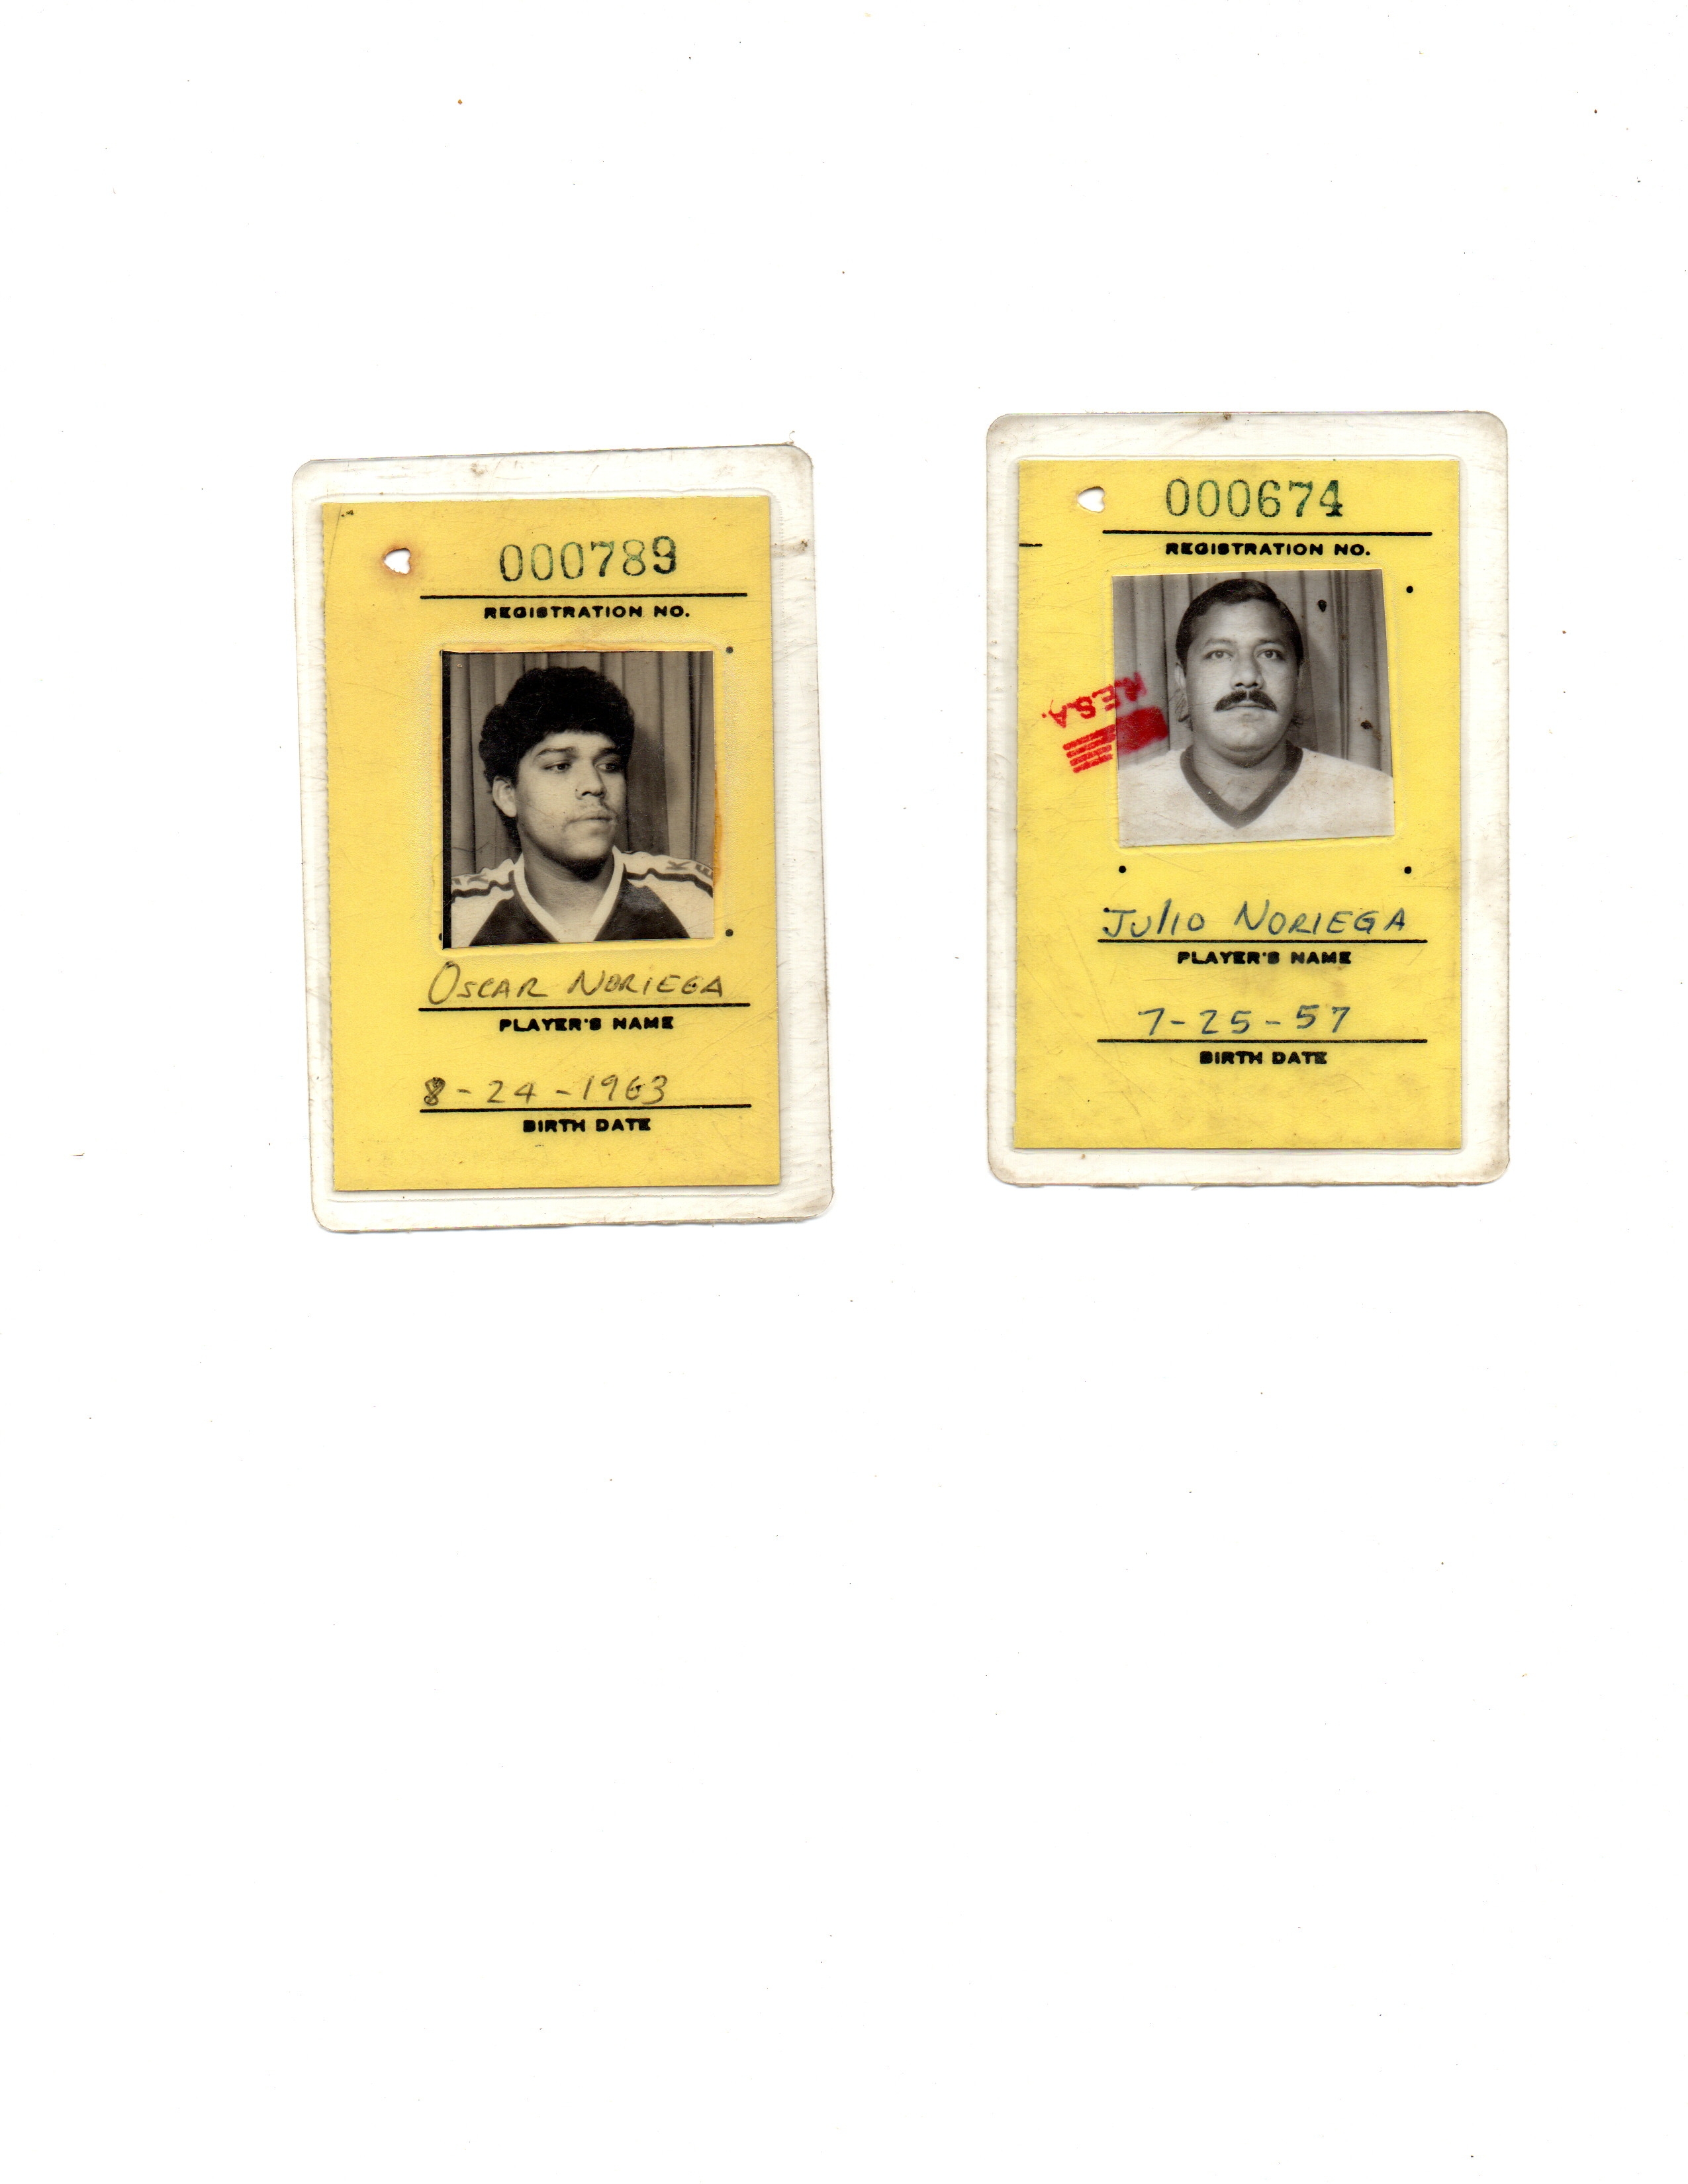 000789
REGISTRATION NO.
OSCAR NORIEGA
PLAYER'S NAME
8-24-1963
BIRTH DATE
000674
REGISTRATION NO.
JUlIO NORIEGA
PLAYER'S NAME
7-25-57
BIRTH DATE